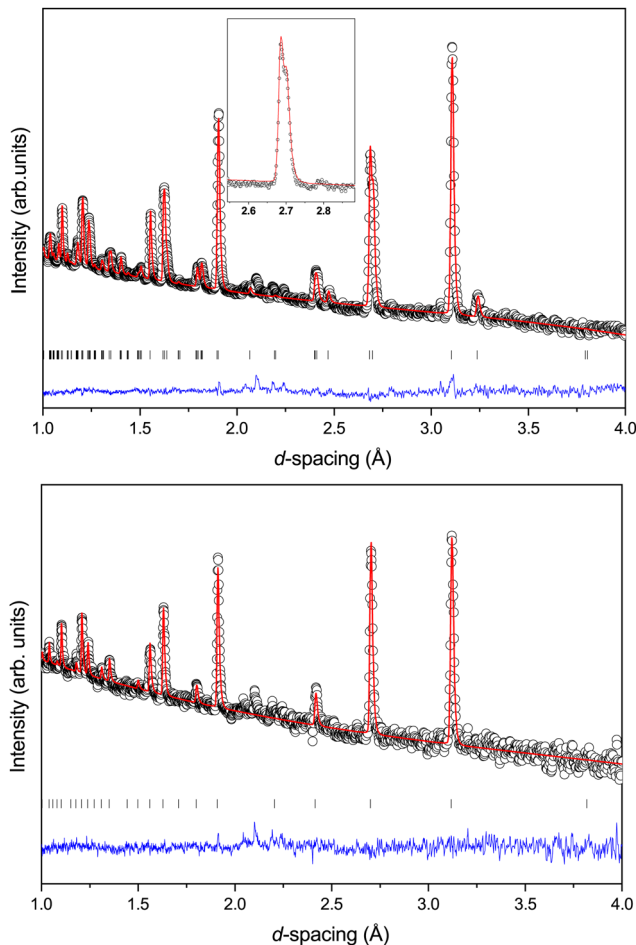 2.6 2.7 2.8
Intensity (arb.units)
1.0 1.5 2.0 2.5 3.0 3.5 4.0
d-spacing (Å)
Intensity (arb. units)
1.0 1.5 2.0 2.5 3.0 3.5 4.0
d-spacing (Å)